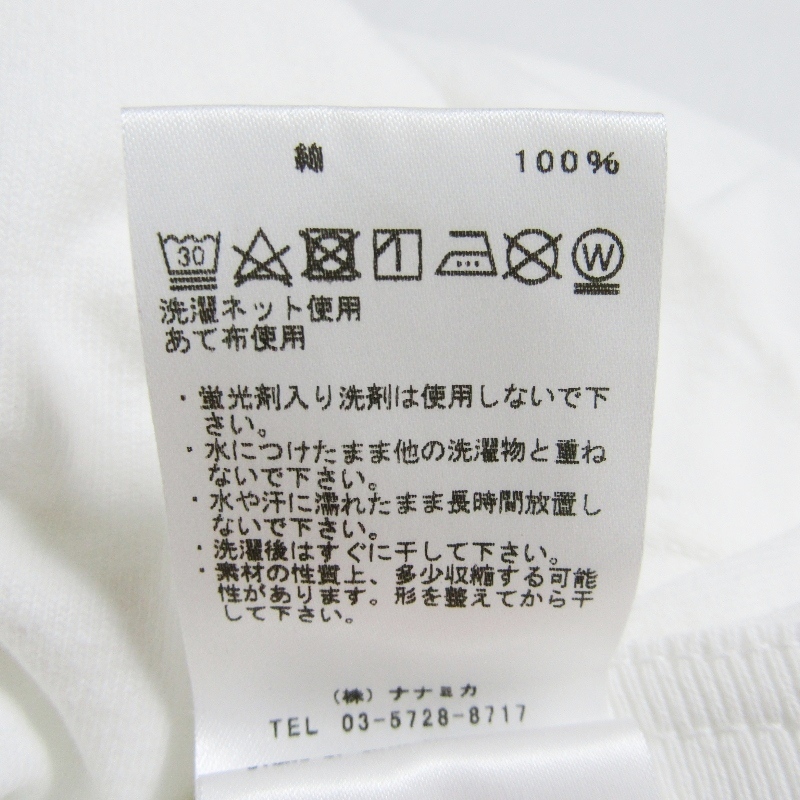 綿 100%
30 W
洗濯ネット使用
あて布使用
・蛍光剤入り洗剤は使用しないで下
さい。
・水につけたまま他の洗濯物と重ね
ないで下さい。
・水や汗に濡れたまま長時間放置し
ないで下さい。
・洗濯後はすぐに干して下さい。
・素材の性質上、多少収縮する可能
性があります。形を整えてから干
して下さい。
(株)ナナミカ
TEL 03-5728-8717